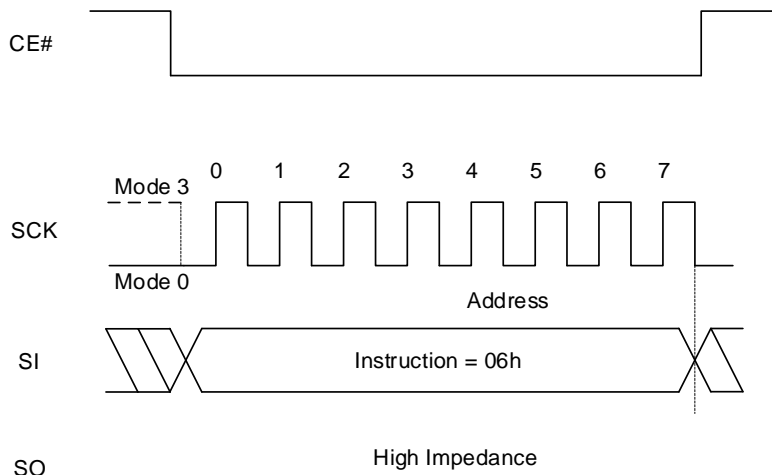 CE#
0 1 2 3 4 5 6 7
Mode 3
SCK
Mode 0
Address
SI
Instruction = 06h
High Impedance
SO